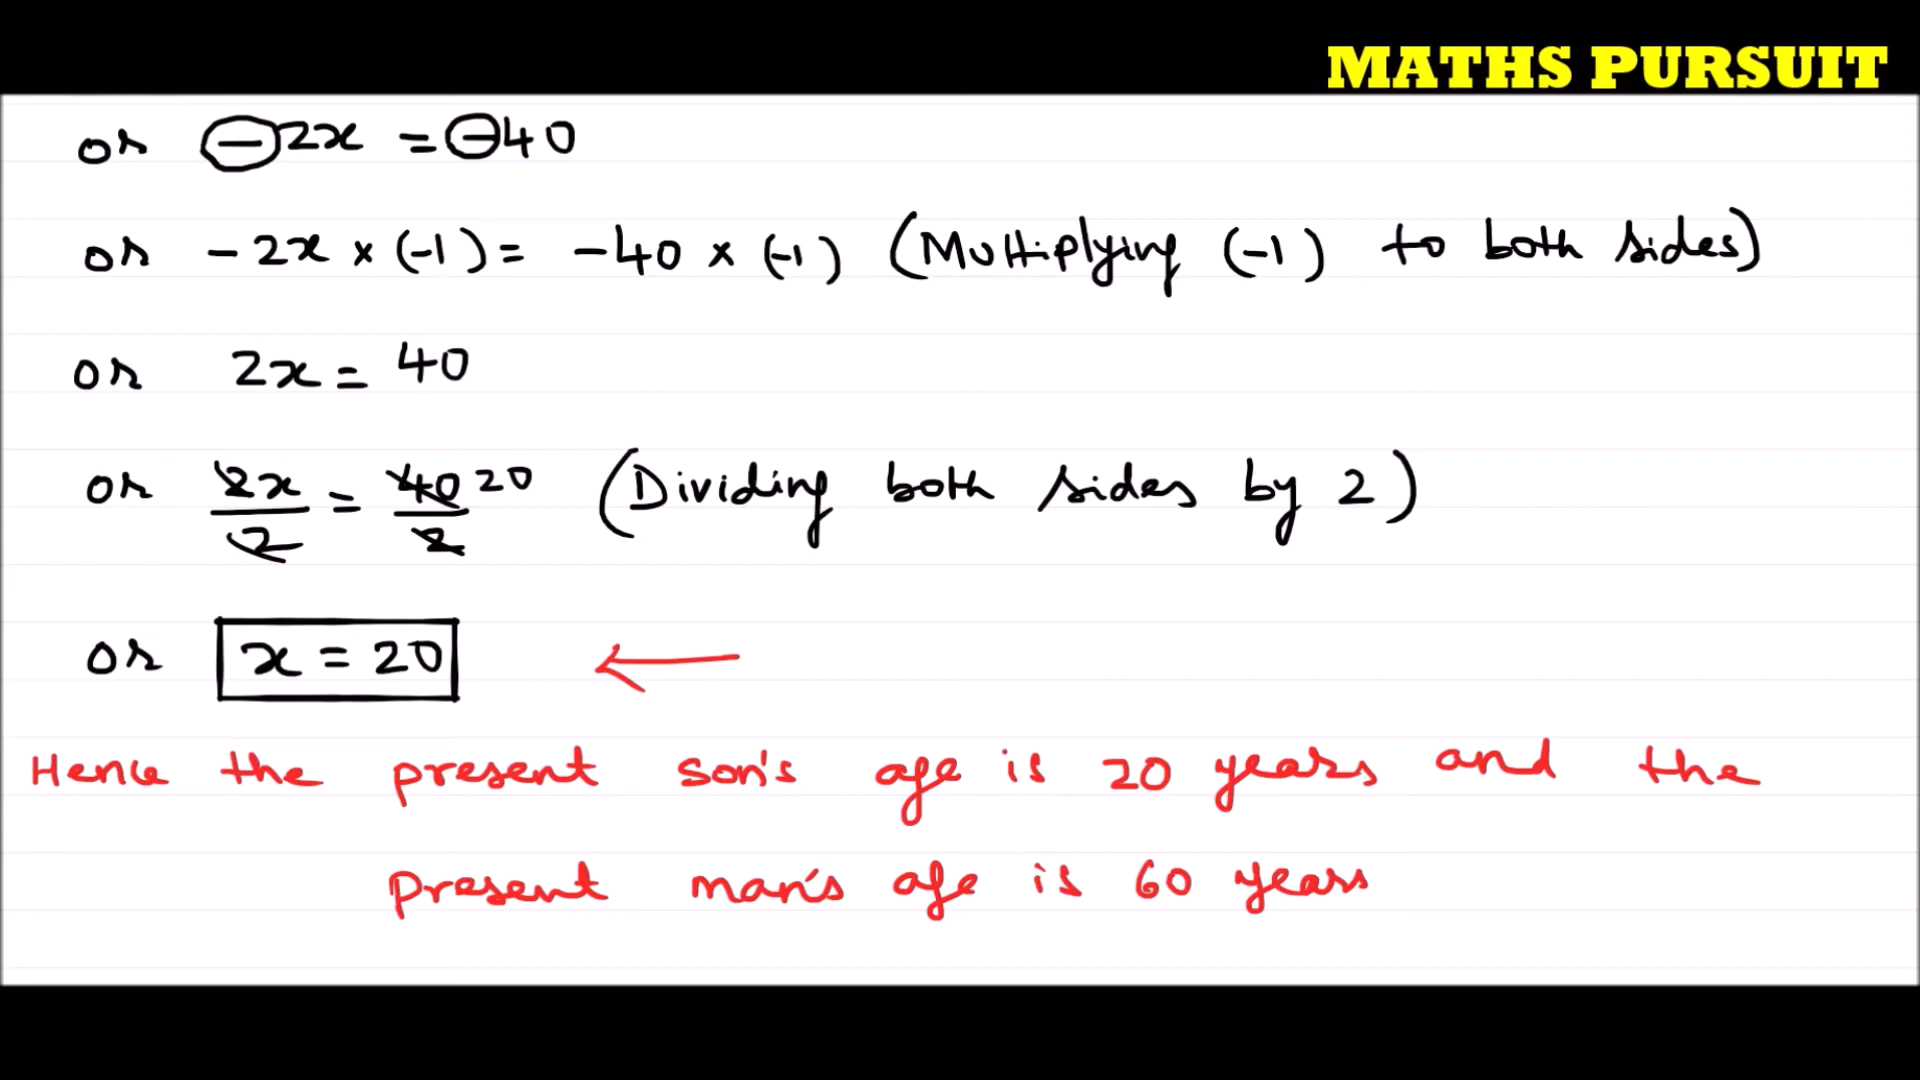 MATHS PURSUIT
or -2x = -40
or -2x × (-1) = -40 × (-1) (Multiplying (-1) to both sides)
or 2x = 40
or 2x/2 = 40/2 20 (Dividing both sides by 2)
or x = 20
Hence the present son's age is 20 years and the
present man's age is 60 years